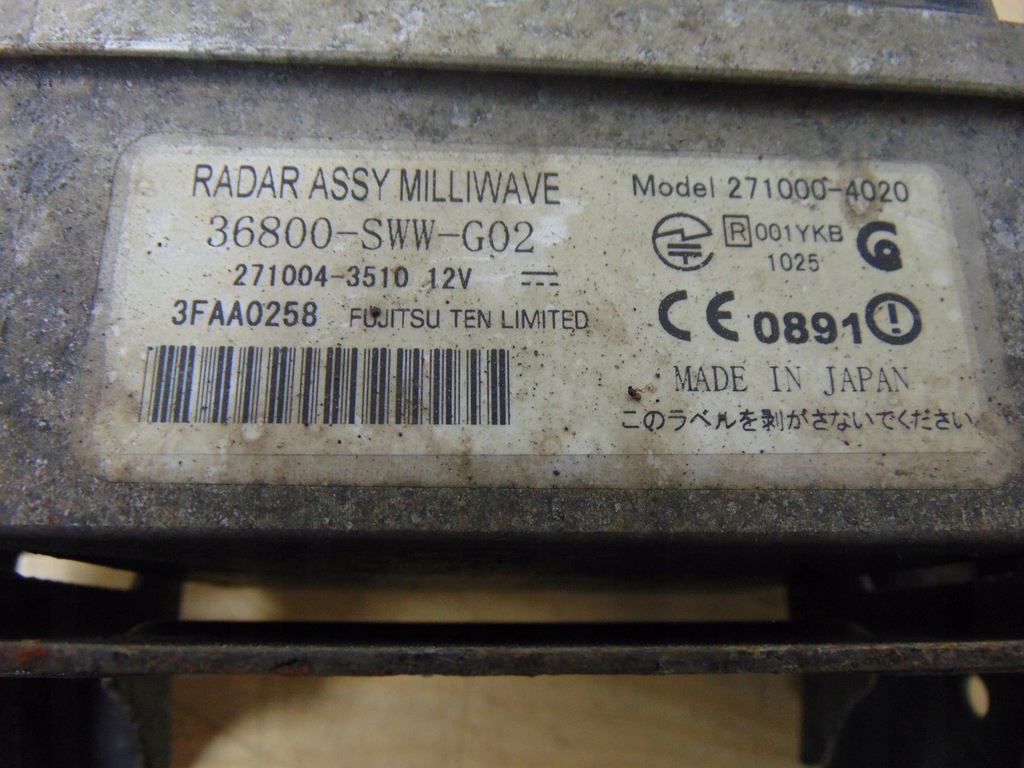 RADAR ASSY MILLIWAVE
36800-SWW-G02
271004-3510 12V
3FAA0258 FUJITSU TEN LIMITED
Model 271000-4020
R 001YKB
1025
CE 0891
MADE IN JAPAN
このラベルを剥がさないでください